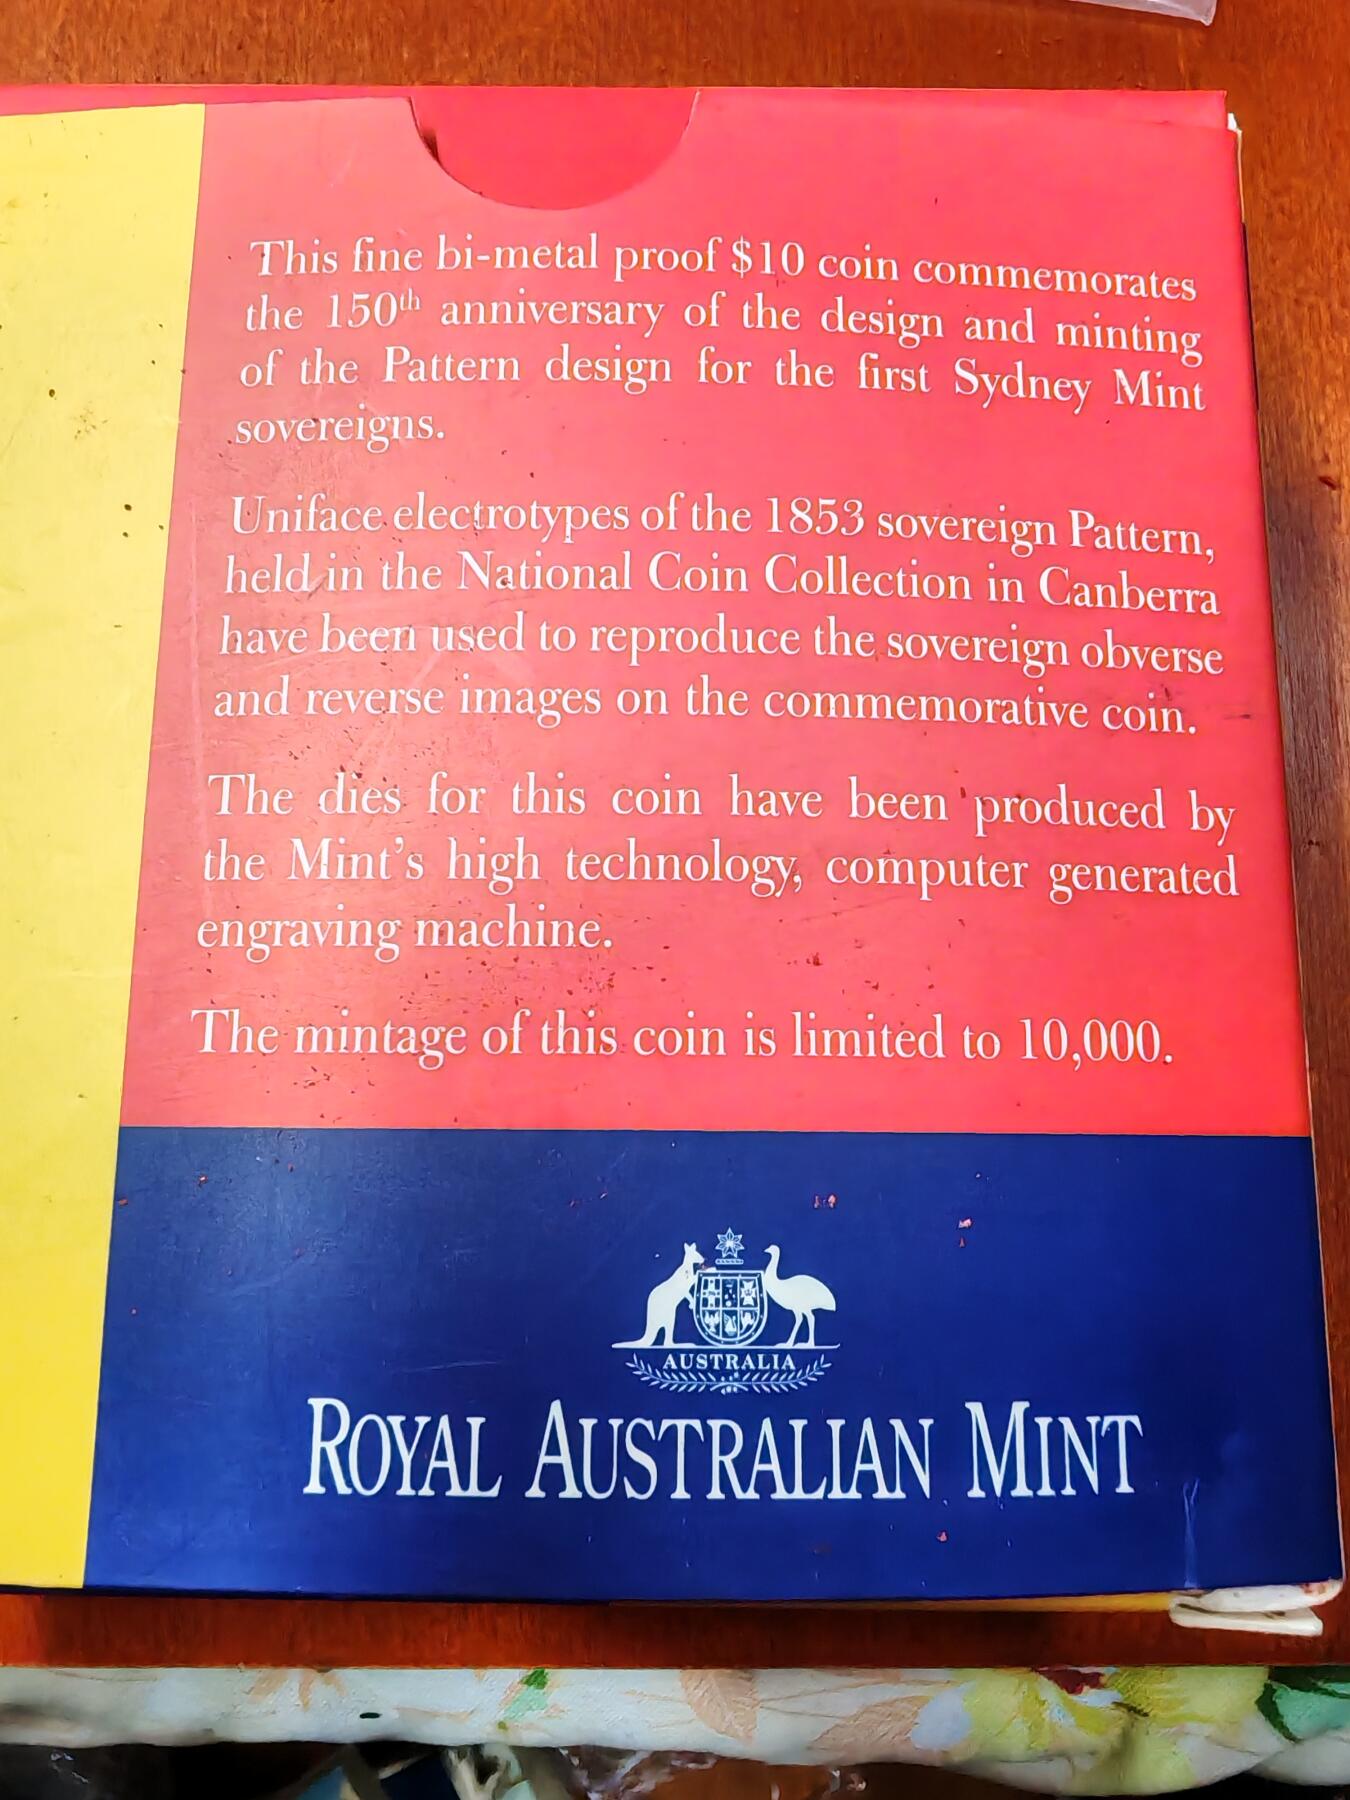 This fine bi-metal proof $10 coin commemorates
the 150th anniversary of the design and minting
of the Pattern design for the first Sydney Mint
sovereigns.
Uniface electrotypes of the 1853 sovereign Pattern,
held in the National Coin Collection in Canberra
have been used to reproduce the sovereign obverse
and reverse images on the commemorative coin.
The dies for this coin have been produced by
the Mint's high technology, computer generated
engraving machine.
The mintage of this coin is limited to 10,000.
AUSTRALIA
ROYAL AUSTRALIAN MINT